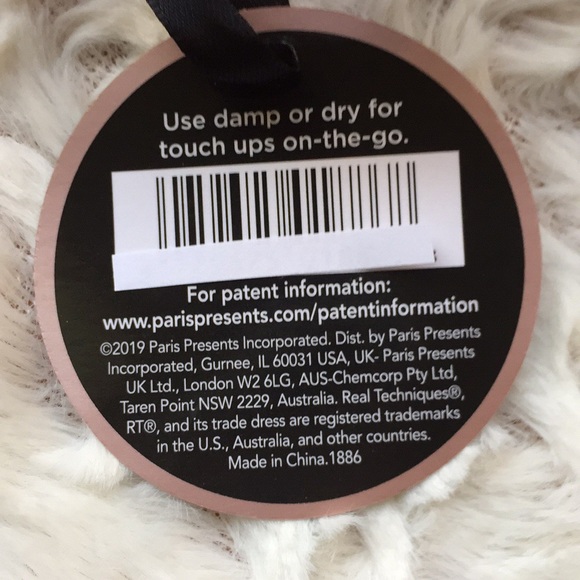 Use damp or dry for
touch ups on-the-go.
For patent information:
www.parispresents.com/patentinformation
©2019 Paris Presents Incorporated. Dist. by Paris Presents
Incorporated, Gurnee, IL 60031 USA, UK- Paris Presents
UK Ltd., London W2 6LG, AUS-Chemcorp Pty Ltd,
Taren Point NSW 2229, Australia. Real Techniques®,
RT®, and its trade dress are registered trademarks
in the U.S., Australia, and other countries.
Made in China.1886